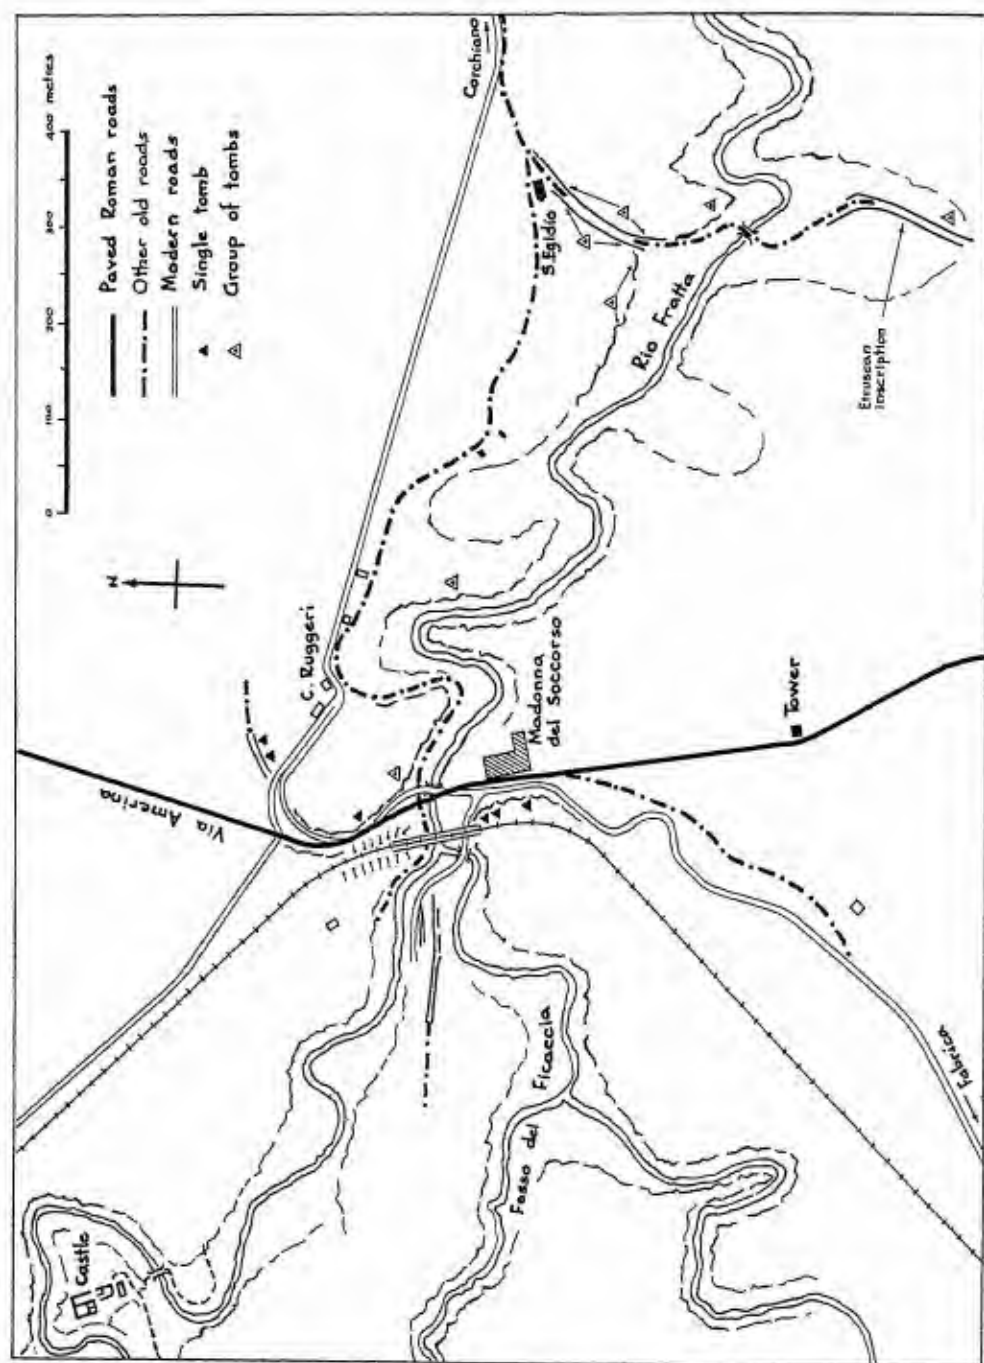 0 100 200 300 400 metres
Paved Roman roads
Other old roads
Modern roads
Single tomb
Group of tombs
N
Corchiano
S. Egidio
C. Ruggeri
Via Amerina
Rio Fratta
Etruscan
inscription
Madonna
del Soccorso
Tower
Castle
Fosso del Ficaccia
Fabrica